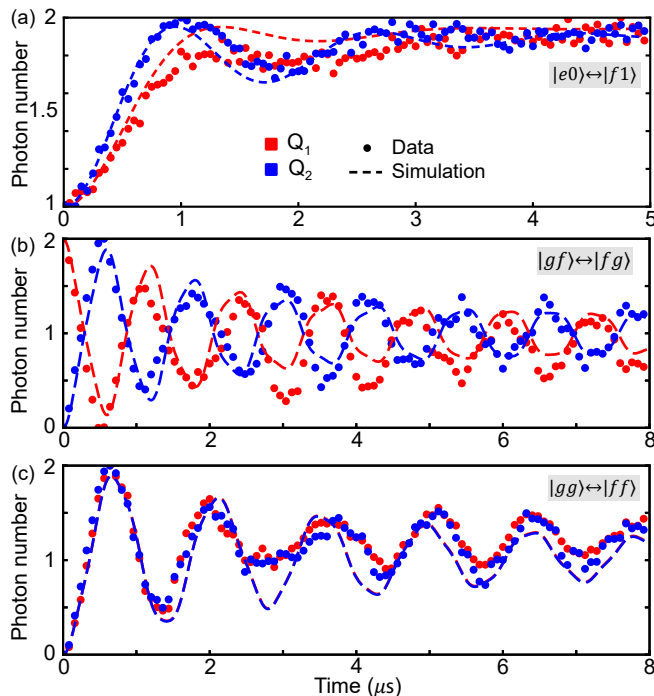 (a)
Photon number
2
1.5
1
|e0⟩↔|f1⟩
Q1
Q2
Data
Simulation
0 1 2 3 4 5
(b)
Photon number
2
1
0
|gf⟩↔|fg⟩
0 2 4 6 8
(c)
Photon number
2
1
0
|gg⟩↔|ff⟩
0 2 4 6 8
Time (μs)